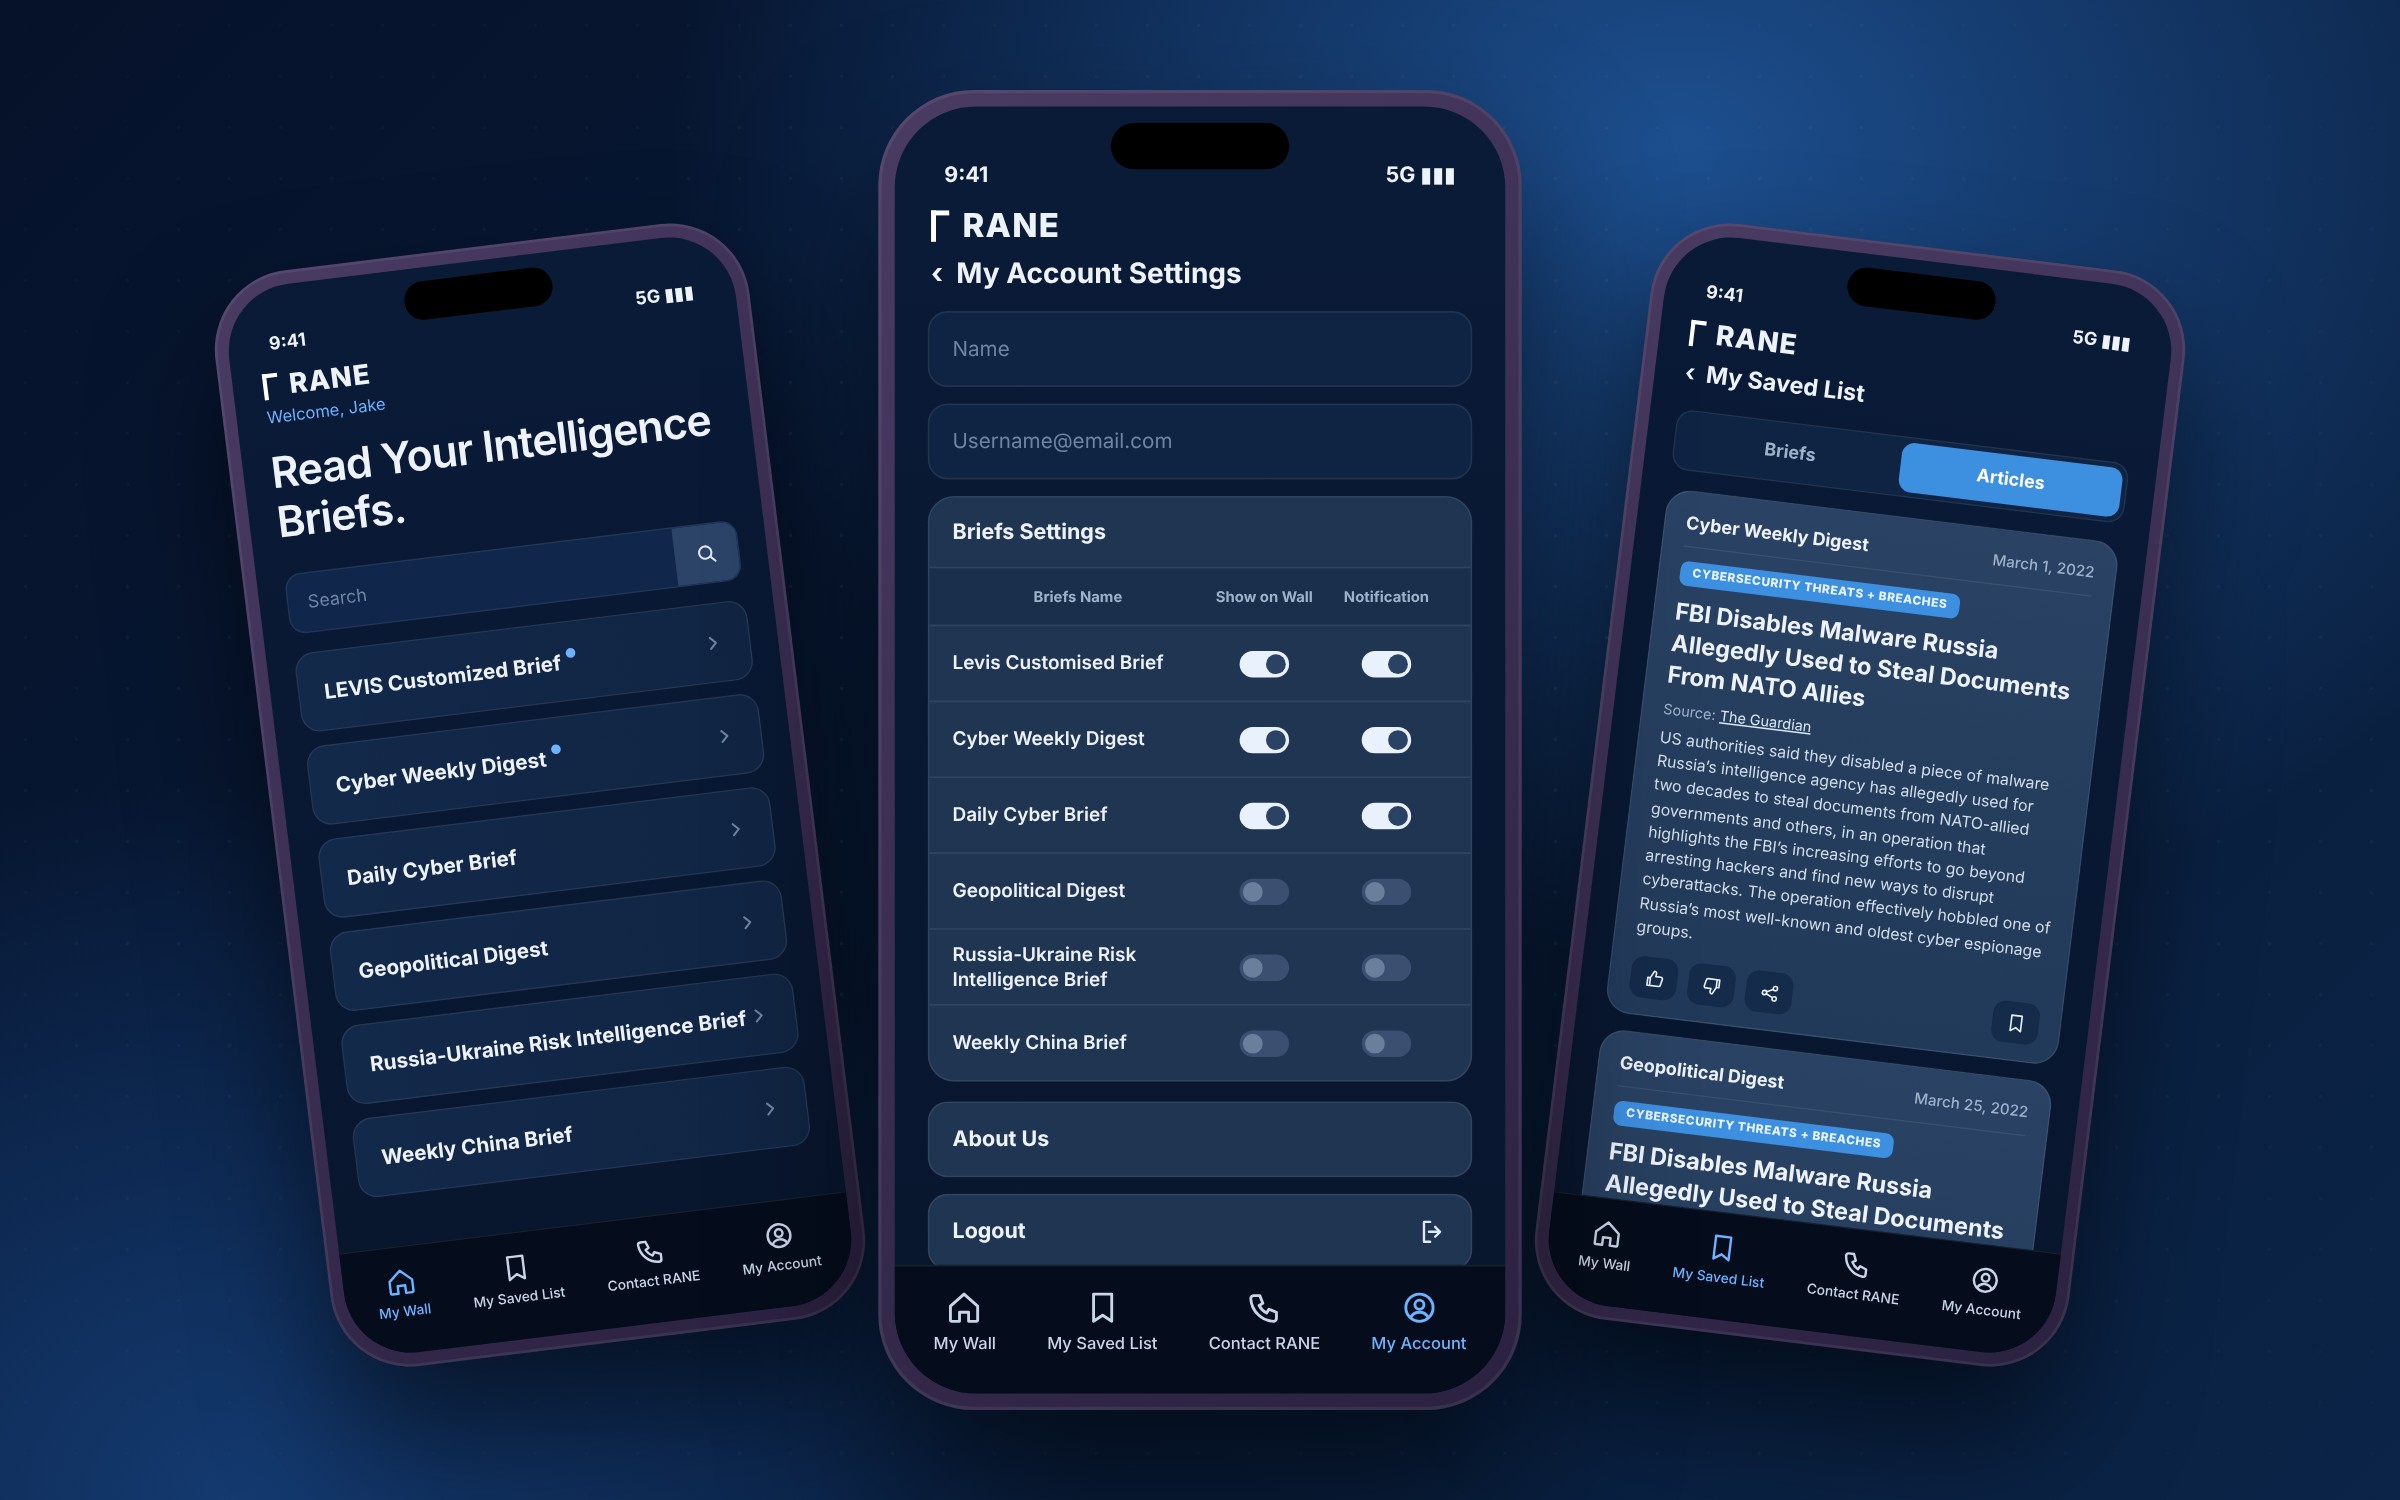 9:41
5G
RANE
Welcome, Jake
Read Your Intelligence
Briefs.
Search
LEVIS Customized Brief
Cyber Weekly Digest
Daily Cyber Brief
Geopolitical Digest
Russia-Ukraine Risk Intelligence Brief
Weekly China Brief
My Wall
My Saved List
Contact RANE
My Account
9:41
5G
RANE
‹ My Account Settings
Name
Username@email.com
Briefs Settings
Briefs Name Show on Wall Notification
Levis Customised Brief
Cyber Weekly Digest
Daily Cyber Brief
Geopolitical Digest
Russia-Ukraine Risk
Intelligence Brief
Weekly China Brief
About Us
Logout
My Wall
My Saved List
Contact RANE
My Account
9:41
5G
RANE
‹ My Saved List
Briefs
Articles
Cyber Weekly Digest
March 1, 2022
CYBERSECURITY THREATS + BREACHES
FBI Disables Malware Russia
Allegedly Used to Steal Documents
From NATO Allies
Source: The Guardian
US authorities said they disabled a piece of malware
Russia’s intelligence agency has allegedly used for
two decades to steal documents from NATO-allied
governments and others, in an operation that
highlights the FBI’s increasing efforts to go beyond
arresting hackers and find new ways to disrupt
cyberattacks. The operation effectively hobbled one of
Russia’s most well-known and oldest cyber espionage
groups.
Geopolitical Digest
March 25, 2022
CYBERSECURITY THREATS + BREACHES
FBI Disables Malware Russia
Allegedly Used to Steal Documents
My Wall
My Saved List
Contact RANE
My Account